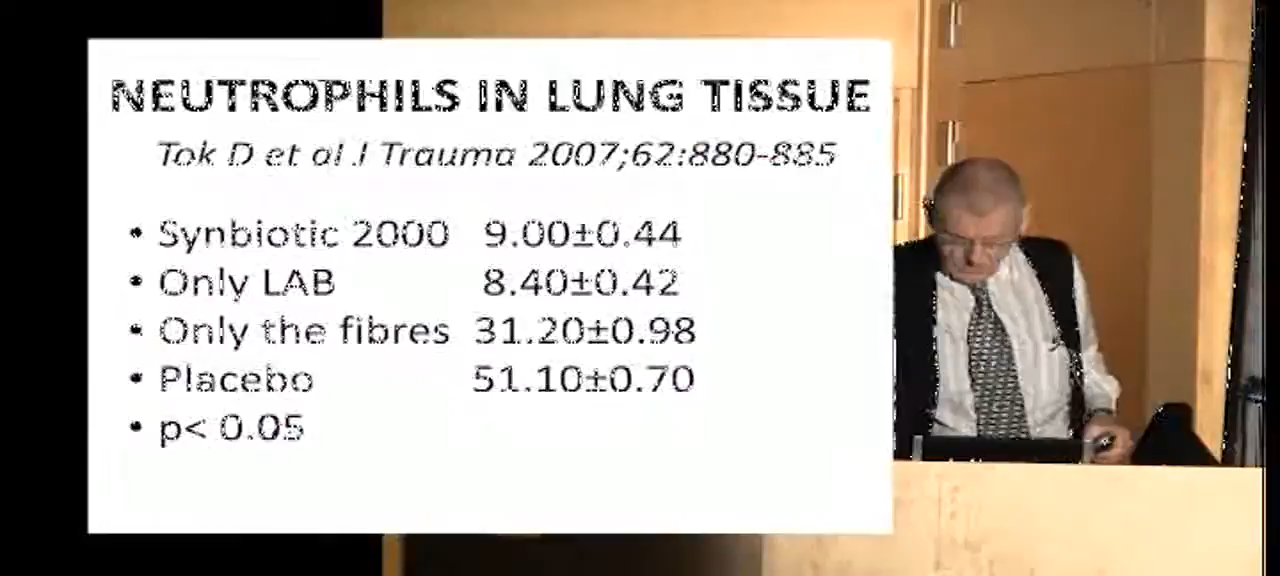 NEUTROPHILS IN LUNG TISSUE
Tok D et al J Trauma 2007;62:880-885
• Synbiotic 2000 9.00±0.44
• Only LAB 8.40±0.42
• Only the fibres 31.20±0.98
• Placebo 51.10±0.70
• p< 0.05